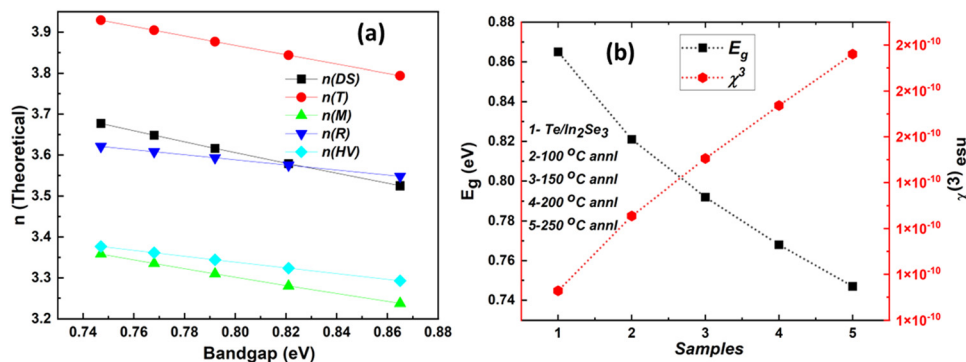 (a)
3.9
3.8
3.7
3.6
3.5
3.4
3.3
3.2
n (Theoretical)
n(DS)
n(T)
n(M)
n(R)
n(HV)
0.74 0.76 0.78 0.80 0.82 0.84 0.86 0.88
Bandgap (eV)
(b)
0.88
0.86
0.84
0.82
0.80
0.78
0.76
0.74
E_g (eV)
E_g
χ^3
1- Te/In2Se3
2-100 °C annl
3-150 °C annl
4-200 °C annl
5-250 °C annl
1 2 3 4 5
Samples
2×10^-10
2×10^-10
2×10^-10
1×10^-10
1×10^-10
1×10^-10
1×10^-10
χ(3) esu